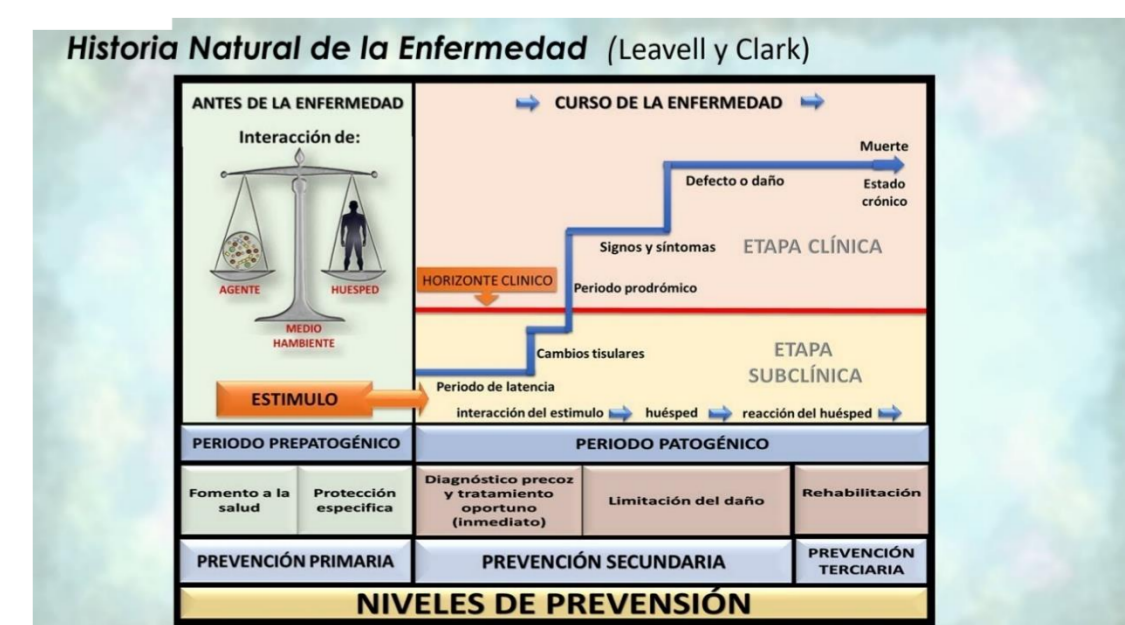 Historia Natural de la Enfermedad (Leavell y Clark)
ANTES DE LA ENFERMEDAD
Interacción de:
AGENTE
HUESPED
MEDIO
HAMBIENTE
ESTIMULO
CURSO DE LA ENFERMEDAD
Muerte
Defecto o daño
Estado
crónico
Signos y síntomas
ETAPA CLÍNICA
HORIZONTE CLINICO
Periodo prodrómico
Cambios tisulares
ETAPA
SUBCLÍNICA
Periodo de latencia
interacción del estimulo
huésped
reacción del huésped
PERIODO PREPATOGÉNICO
PERIODO PATOGÉNICO
Fomento a la
salud
Protección
especifica
Diagnóstico precoz
y tratamiento
oportuno
(inmediato)
Limitación del daño
Rehabilitación
PREVENCIÓN PRIMARIA
PREVENCIÓN SECUNDARIA
PREVENCIÓN
TERCIARIA
NIVELES DE PREVENSIÓN